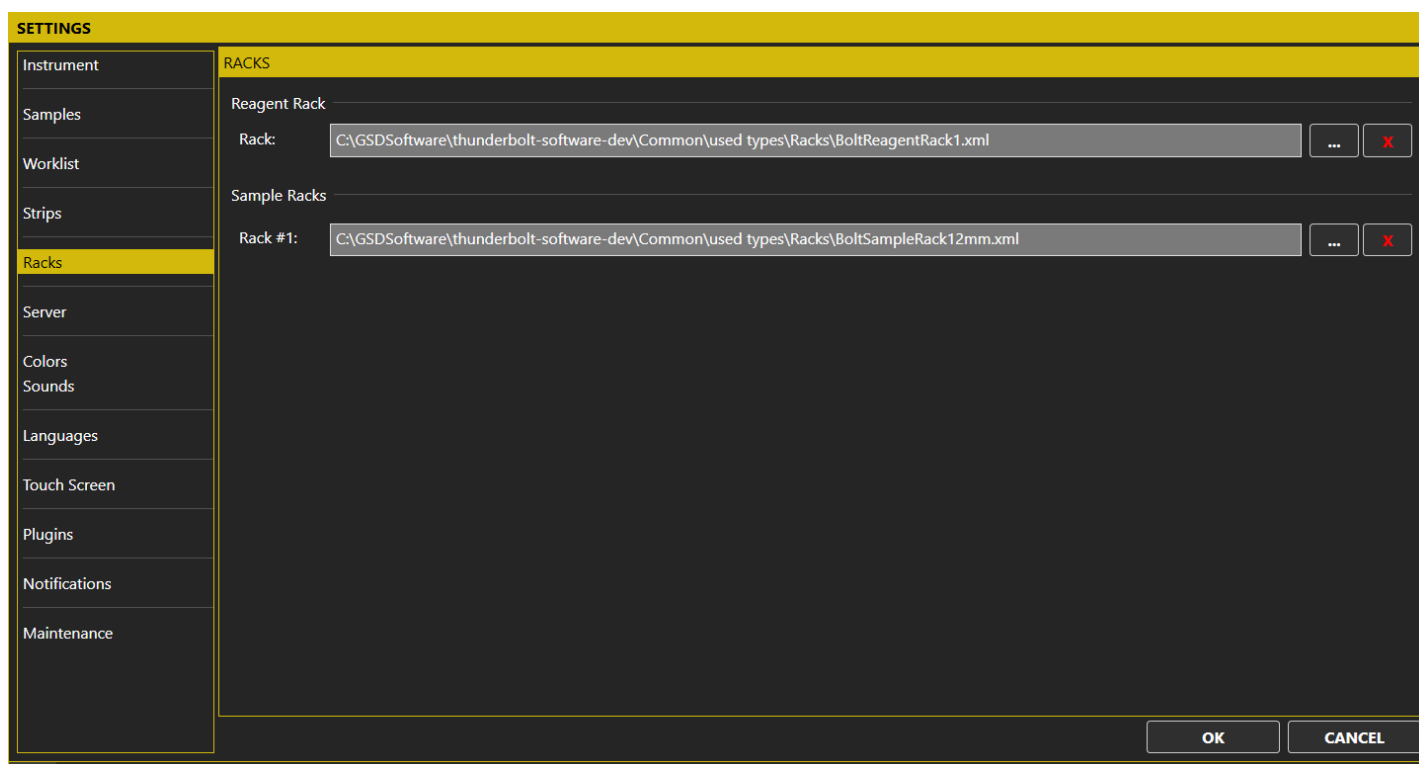 SETTINGS
Instrument
Samples
Worklist
Strips
Racks
Server
Colors
Sounds
Languages
Touch Screen
Plugins
Notifications
Maintenance
RACKS
Reagent Rack
Rack: C:\GSDSoftware\thunderbolt-software-dev\Common\used types\Racks\BoltReagentRack1.xml ... X
Sample Racks
Rack #1: C:\GSDSoftware\thunderbolt-software-dev\Common\used types\Racks\BoltSampleRack12mm.xml ... X
OK CANCEL